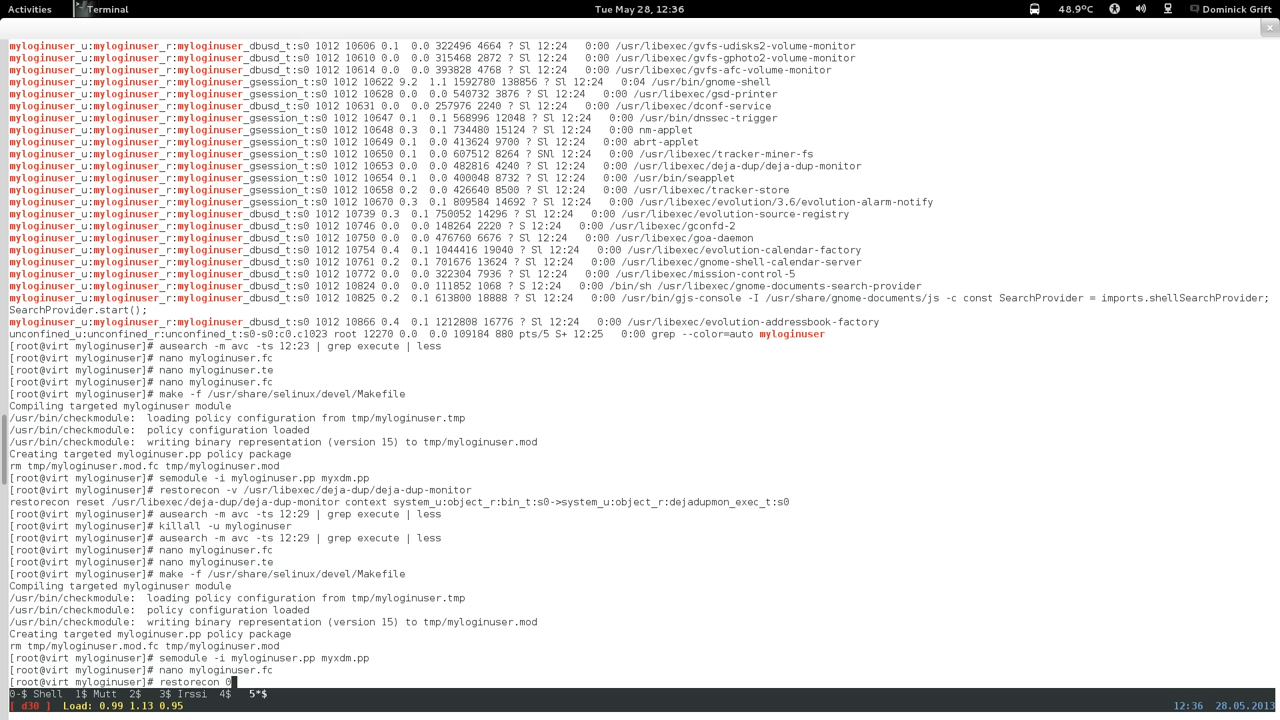 Activities
Terminal
Tue May 28, 12:36
48.9ºC
Dominick Grift
myloginuser_u:myloginuser_r:myloginuser_dbusd_t:s0 1012 10606 0.1  0.0 322496 4664 ? Sl 12:24   0:00 /usr/libexec/gvfs-udisks2-volume-monitor
myloginuser_u:myloginuser_r:myloginuser_dbusd_t:s0 1012 10610 0.0  0.0 315468 2872 ? Sl 12:24   0:00 /usr/libexec/gvfs-gphoto2-volume-monitor
myloginuser_u:myloginuser_r:myloginuser_dbusd_t:s0 1012 10614 0.0  0.0 393828 4768 ? Sl 12:24   0:00 /usr/libexec/gvfs-afc-volume-monitor
myloginuser_u:myloginuser_r:myloginuser_gsession_t:s0 1012 10622 9.2  1.1 1592780 138856 ? Sl 12:24   0:04 /usr/bin/gnome-shell
myloginuser_u:myloginuser_r:myloginuser_gsession_t:s0 1012 10628 0.0  0.0 540732 3876 ? Sl 12:24   0:00 /usr/libexec/gsd-printer
myloginuser_u:myloginuser_r:myloginuser_gsession_t:s0 1012 10631 0.0  0.0 257976 2240 ? Sl 12:24   0:00 /usr/libexec/dconf-service
myloginuser_u:myloginuser_r:myloginuser_gsession_t:s0 1012 10647 0.1  0.1 568996 12048 ? Sl 12:24   0:00 /usr/bin/dnssec-trigger
myloginuser_u:myloginuser_r:myloginuser_gsession_t:s0 1012 10648 0.3  0.1 734480 15124 ? Sl 12:24   0:00 nm-applet
myloginuser_u:myloginuser_r:myloginuser_gsession_t:s0 1012 10649 0.1  0.0 413624 9700 ? Sl 12:24   0:00 abrt-applet
myloginuser_u:myloginuser_r:myloginuser_gsession_t:s0 1012 10650 0.1  0.0 607512 8264 ? SNl 12:24   0:00 /usr/libexec/tracker-miner-fs
myloginuser_u:myloginuser_r:myloginuser_gsession_t:s0 1012 10653 0.0  0.0 482816 4240 ? Sl 12:24   0:00 /usr/libexec/deja-dup/deja-dup-monitor
myloginuser_u:myloginuser_r:myloginuser_gsession_t:s0 1012 10654 0.1  0.0 400048 8732 ? Sl 12:24   0:00 /usr/bin/seapplet
myloginuser_u:myloginuser_r:myloginuser_gsession_t:s0 1012 10658 0.2  0.0 426640 8500 ? Sl 12:24   0:00 /usr/libexec/tracker-store
myloginuser_u:myloginuser_r:myloginuser_gsession_t:s0 1012 10670 0.3  0.1 809584 14692 ? Sl 12:24   0:00 /usr/libexec/evolution/3.6/evolution-alarm-notify
myloginuser_u:myloginuser_r:myloginuser_dbusd_t:s0 1012 10739 0.3  0.1 750052 14296 ? Sl 12:24   0:00 /usr/libexec/evolution-source-registry
myloginuser_u:myloginuser_r:myloginuser_dbusd_t:s0 1012 10746 0.0  0.0 148264 2220 ? S 12:24   0:00 /usr/libexec/gconfd-2
myloginuser_u:myloginuser_r:myloginuser_dbusd_t:s0 1012 10750 0.0  0.0 476760 6676 ? Sl 12:24   0:00 /usr/libexec/goa-daemon
myloginuser_u:myloginuser_r:myloginuser_dbusd_t:s0 1012 10754 0.4  0.1 1044416 19040 ? Sl 12:24   0:00 /usr/libexec/evolution-calendar-factory
myloginuser_u:myloginuser_r:myloginuser_dbusd_t:s0 1012 10761 0.2  0.1 701676 13624 ? Sl 12:24   0:00 /usr/libexec/gnome-shell-calendar-server
myloginuser_u:myloginuser_r:myloginuser_dbusd_t:s0 1012 10772 0.0  0.0 322304 7936 ? Sl 12:24   0:00 /usr/libexec/mission-control-5
myloginuser_u:myloginuser_r:myloginuser_dbusd_t:s0 1012 10824 0.0  0.0 111852 1068 ? S 12:24   0:00 /bin/sh /usr/libexec/gnome-documents-search-provider
myloginuser_u:myloginuser_r:myloginuser_dbusd_t:s0 1012 10825 0.2  0.1 613800 18888 ? Sl 12:24   0:00 /usr/bin/gjs-console -I /usr/share/gnome-documents/js -c const SearchProvider = imports.shellSearchProvider;
SearchProvider.start();
myloginuser_u:myloginuser_r:myloginuser_dbusd_t:s0 1012 10866 0.4  0.1 1212808 16776 ? Sl 12:24   0:00 /usr/libexec/evolution-addressbook-factory
unconfined_u:unconfined_r:unconfined_t:s0-s0:c0.c1023 root 12270 0.0  0.0 109184 880 pts/5 S+ 12:25   0:00 grep --color=auto myloginuser
[root@virt myloginuser]# ausearch -m avc -ts 12:23 | grep execute | less
[root@virt myloginuser]# nano myloginuser.fc
[root@virt myloginuser]# nano myloginuser.te
[root@virt myloginuser]# nano myloginuser.fc
[root@virt myloginuser]# make -f /usr/share/selinux/devel/Makefile
Compiling targeted myloginuser module
/usr/bin/checkmodule:  loading policy configuration from tmp/myloginuser.tmp
/usr/bin/checkmodule:  policy configuration loaded
/usr/bin/checkmodule:  writing binary representation (version 15) to tmp/myloginuser.mod
Creating targeted myloginuser.pp policy package
rm tmp/myloginuser.mod.fc tmp/myloginuser.mod
[root@virt myloginuser]# semodule -i myloginuser.pp myxdm.pp
[root@virt myloginuser]# restorecon -v /usr/libexec/deja-dup/deja-dup-monitor
restorecon reset /usr/libexec/deja-dup/deja-dup-monitor context system_u:object_r:bin_t:s0->system_u:object_r:dejadupmon_exec_t:s0
[root@virt myloginuser]# ausearch -m avc -ts 12:29 | grep execute | less
[root@virt myloginuser]# killall -u myloginuser
[root@virt myloginuser]# ausearch -m avc -ts 12:29 | grep execute | less
[root@virt myloginuser]# nano myloginuser.fc
[root@virt myloginuser]# nano myloginuser.te
[root@virt myloginuser]# make -f /usr/share/selinux/devel/Makefile
Compiling targeted myloginuser module
/usr/bin/checkmodule:  loading policy configuration from tmp/myloginuser.tmp
/usr/bin/checkmodule:  policy configuration loaded
/usr/bin/checkmodule:  writing binary representation (version 15) to tmp/myloginuser.mod
Creating targeted myloginuser.pp policy package
rm tmp/myloginuser.mod.fc tmp/myloginuser.mod
[root@virt myloginuser]# semodule -i myloginuser.pp myxdm.pp
[root@virt myloginuser]# nano myloginuser.fc
[root@virt myloginuser]# restorecon 0
0-$ Shell  1$ Mutt  2$   3$ Irssi  4$   5*$
[ d30 ]  Load: 0.99 1.13 0.95
12:36  28.05.2013